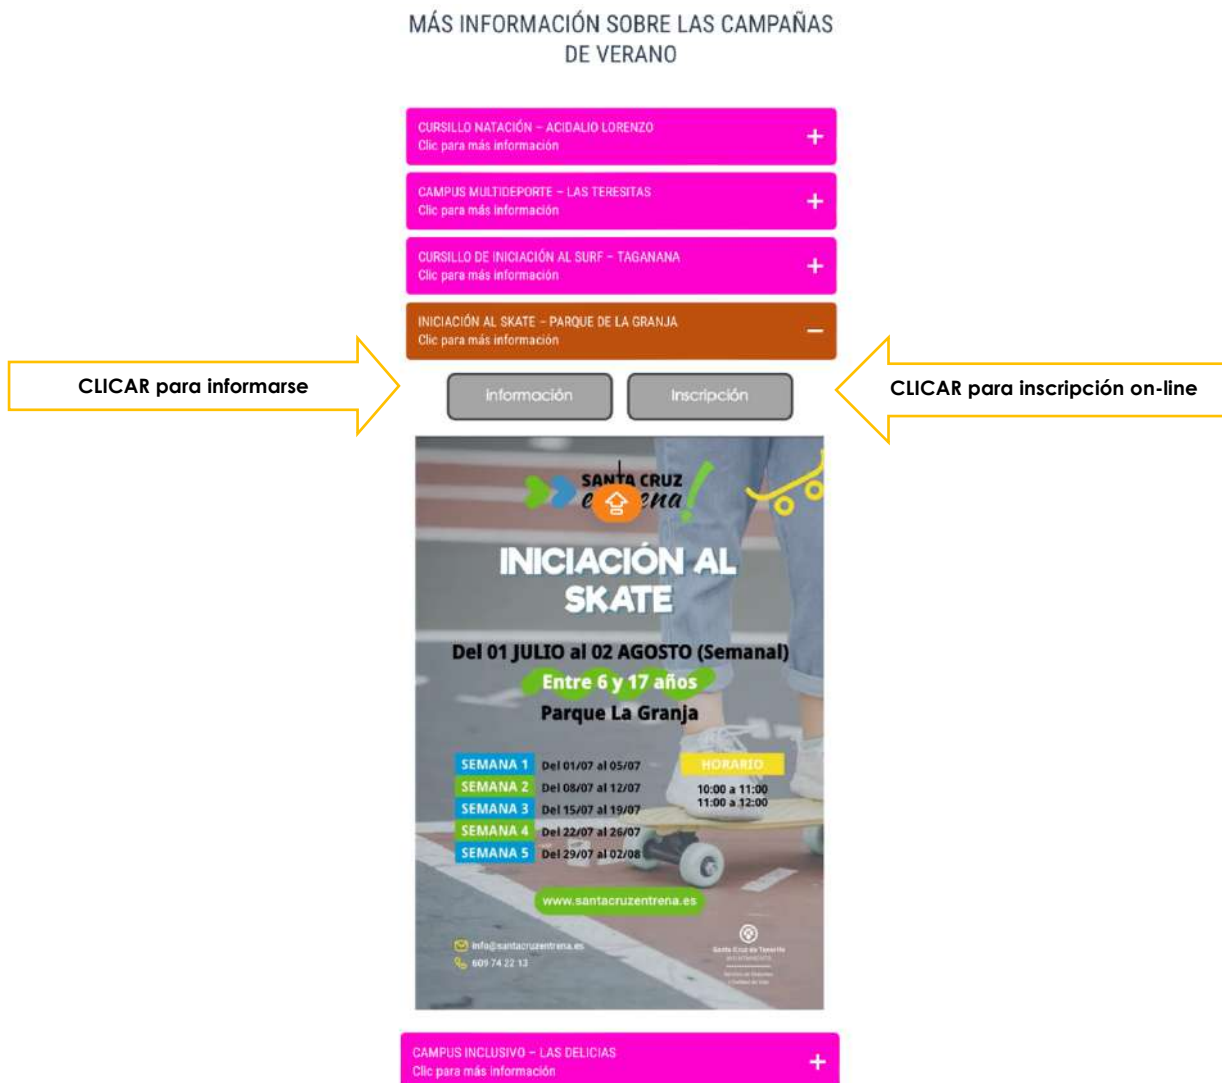 MÁS INFORMACIÓN SOBRE LAS CAMPAÑAS
DE VERANO
CURSILLO NATACIÓN – ACIDALIO LORENZO
Clic para más información
CAMPUS MULTIDEPORTE – LAS TERESITAS
Clic para más información
CURSILLO DE INICIACIÓN AL SURF – TAGANANA
Clic para más información
INICIACIÓN AL SKATE – PARQUE DE LA GRANJA
Clic para más información
CLICAR para informarse
información
Inscripción
CLICAR para inscripción on-line
SANTA CRUZ
INICIACIÓN AL
SKATE
Del 01 JULIO al 02 AGOSTO (Semanal)
Entre 6 y 17 años
Parque La Granja
SEMANA 1 Del 01/07 al 05/07
SEMANA 2 Del 08/07 al 12/07
SEMANA 3 Del 15/07 al 19/07
SEMANA 4 Del 22/07 al 26/07
SEMANA 5 Del 29/07 al 02/08
HORARIO
10:00 a 11:00
11:00 a 12:00
www.santacruzentrena.es
info@santacruzentrena.es
609 74 22 13
Santa Cruz de Tenerife
AYUNTAMIENTO
CAMPUS INCLUSIVO – LAS DELICIAS
Clic para más información